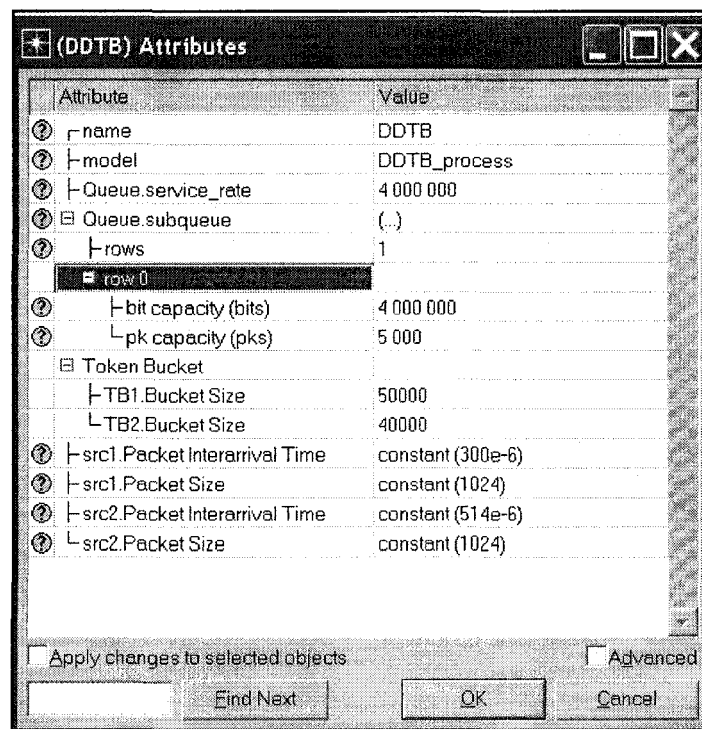 (DDTB) Attributes
Attribute Value
name DDTB
model DDTB_process
Queue.service_rate 4 000 000
Queue.subqueue (...)
rows 1
row 0
bit capacity (bits) 4 000 000
pk capacity (pks) 5 000
Token Bucket
TB1.Bucket Size 50000
TB2.Bucket Size 40000
src1.Packet Interarrival Time constant (300e-6)
src1.Packet Size constant (1024)
src2.Packet Interarrival Time constant (514e-6)
src2.Packet Size constant (1024)
Apply changes to selected objects Advanced
Find Next OK Cancel